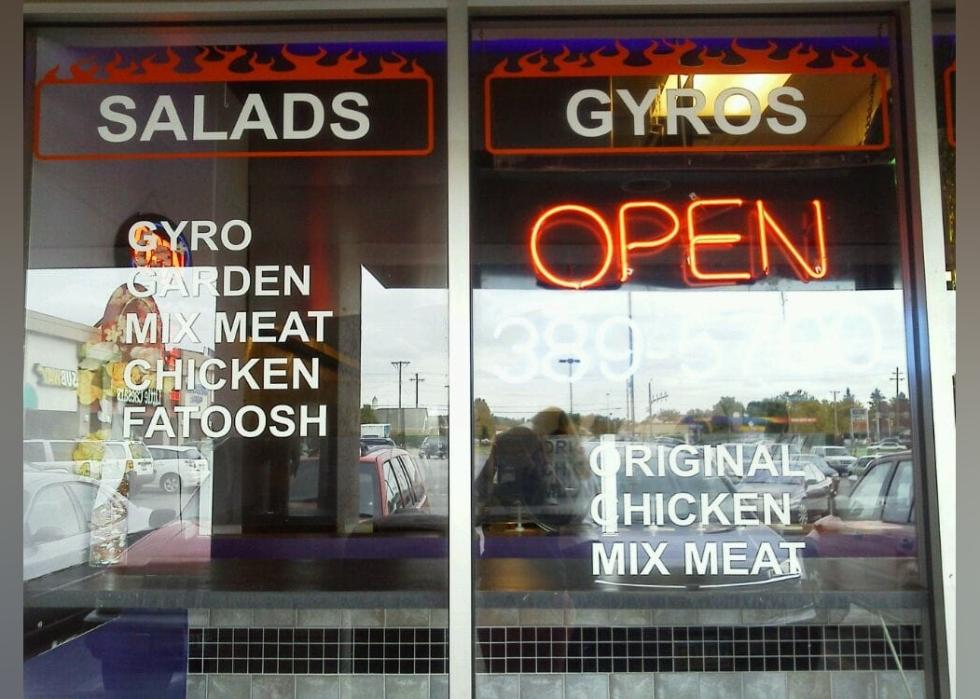 SALADS
GYRO
GARDEN
MIX MEAT
CHICKEN
FATOOSH
GYROS
OPEN
ORIGINAL
CHICKEN
MIX MEAT